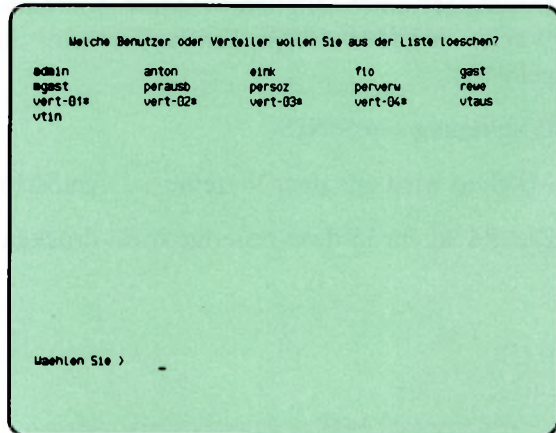 Welche Benutzer oder Verteiler wollen Sie aus der Liste loeschen?
admin anton eink flo gast
mgast perausb persoz perverw rewe
vert-01* vert-02* vert-03* vert-04* vtaus
vtin
Waehlen Sie > _